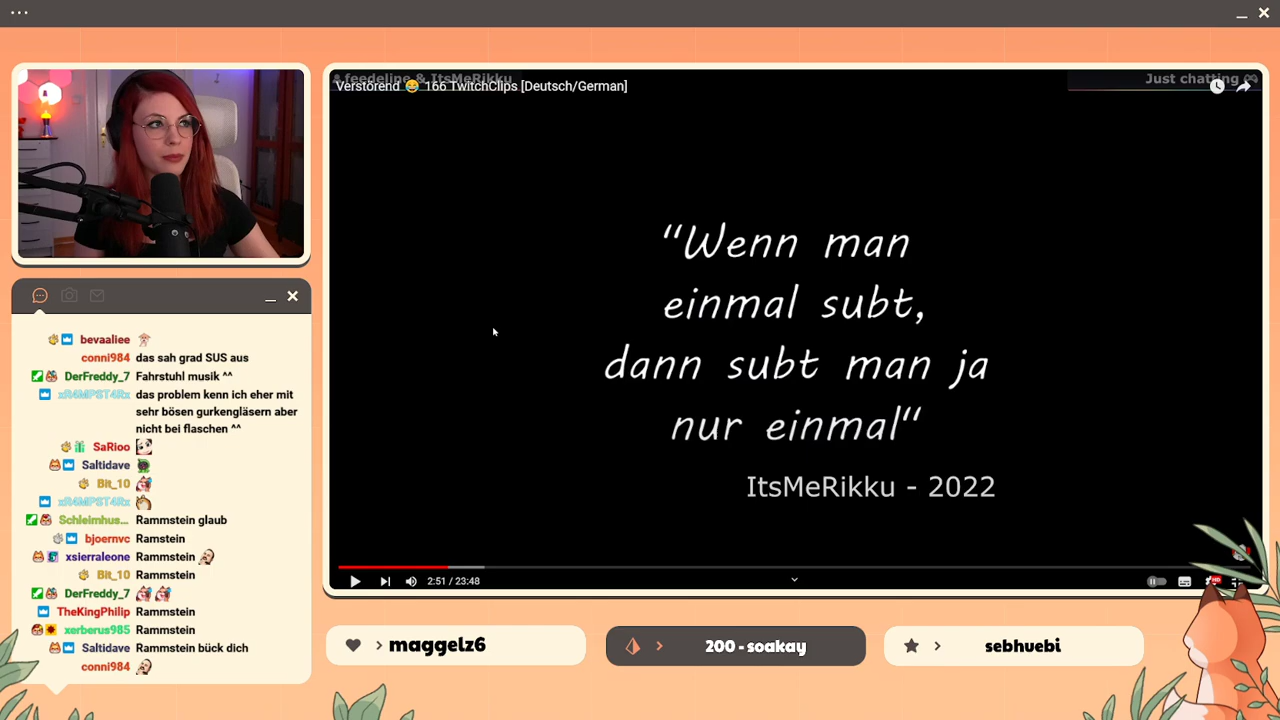 feedeline & ItsMeRikku
Just chatting
Verstörend 😂 166 TwitchClips [Deutsch/German]
"Wenn man
einmal subt,
dann subt man ja
nur einmal"
ItsMeRikku - 2022
2:51 / 23:48
HD
bevaaliee
conni984 das sah grad SUS aus
DerFreddy_7 Fahrstuhl musik ^^
xR4MPST4Rx das problem kenn ich eher mit
sehr bösen gurkengläsern aber
nicht bei flaschen ^^
SaRioo
Saltidave
Bit_10
xR4MPST4Rx
Schleimhus... Rammstein glaub
bjoernvc Ramstein
xsierraleone Rammstein
Bit_10 Rammstein
DerFreddy_7
TheKingPhilip Rammstein
xerberus985 Rammstein
Saltidave Rammstein bück dich
conni984
maggelz6
200 - soakay
sebhuebi